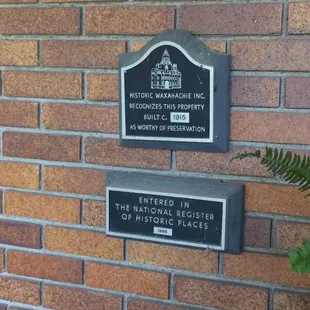 HISTORIC WAXAHACHIE INC.
RECOGNIZES THIS PROPERTY
BUILT C. 1915
AS WORTHY OF PRESERVATION
ENTERED IN
THE NATIONAL REGISTER
OF HISTORIC PLACES
1986